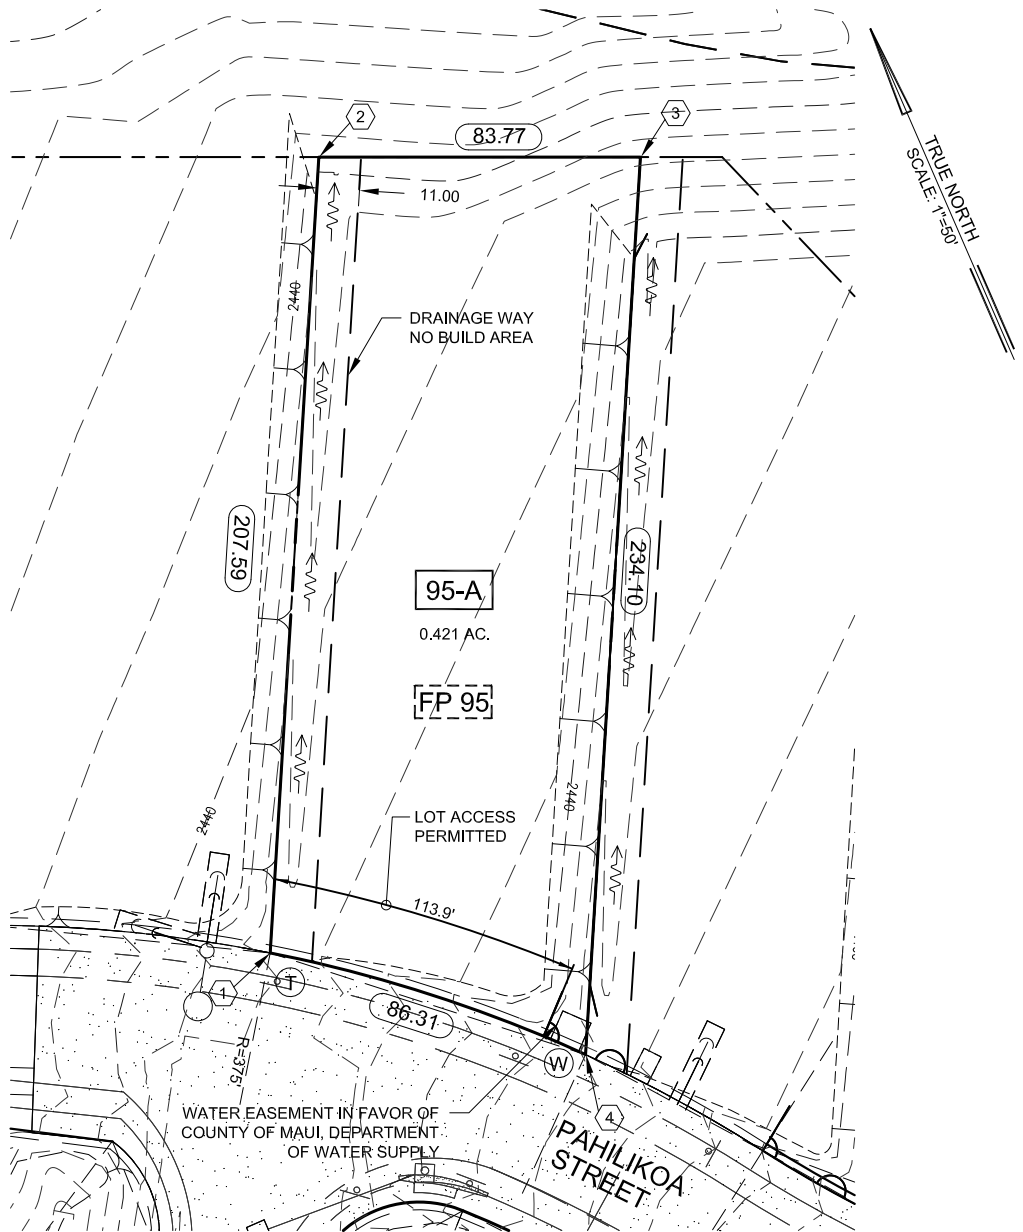 2
83.77
3
11.00
TRUE NORTH
SCALE: 1"=50'
2440
DRAINAGE WAY
NO BUILD AREA
207.59
234.10
95-A
0.421 AC.
FP 95
2440
2440
LOT ACCESS
PERMITTED
113.9'
1
T
86.31
R=375'
W
4
WATER EASEMENT IN FAVOR OF
COUNTY OF MAUI, DEPARTMENT
OF WATER SUPPLY
PAHILIKOA
STREET